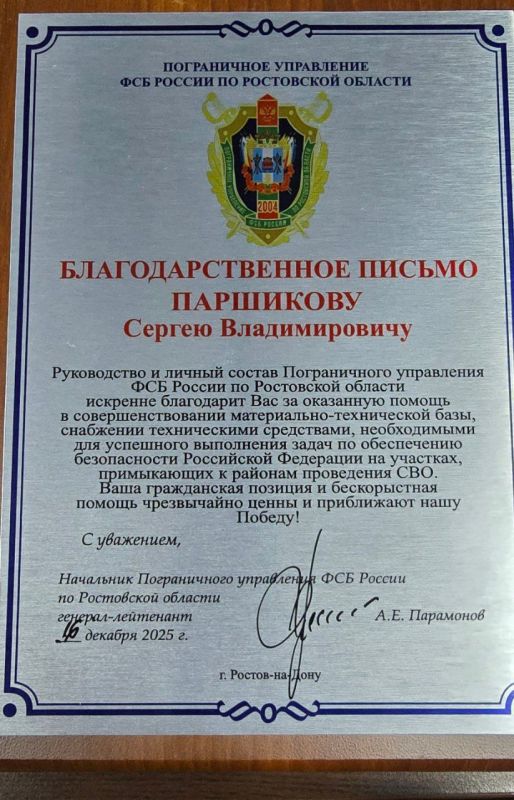 ПОГРАНИЧНОЕ УПРАВЛЕНИЕ
ФСБ РОССИИ ПО РОСТОВСКОЙ ОБЛАСТИ
2004
ФСБ РОССИИ
БЛАГОДАРСТВЕННОЕ ПИСЬМО
ПАРШИКОВУ
Сергею Владимировичу
Руководство и личный состав Пограничного управления
ФСБ России по Ростовской области
искренне благодарит Вас за оказанную помощь
в совершенствовании материально-технической базы,
снабжении техническими средствами, необходимыми
для успешного выполнения задач по обеспечению
безопасности Российской Федерации на участках,
примыкающих к районам проведения СВО.
Ваша гражданская позиция и бескорыстная
помощь чрезвычайно ценны и приближают нашу
Победу!
С уважением,
Начальник Пограничного управления ФСБ России
по Ростовской области
генерал-лейтенант А.Е. Парамонов
16 декабря 2025 г.
г. Ростов-на-Дону